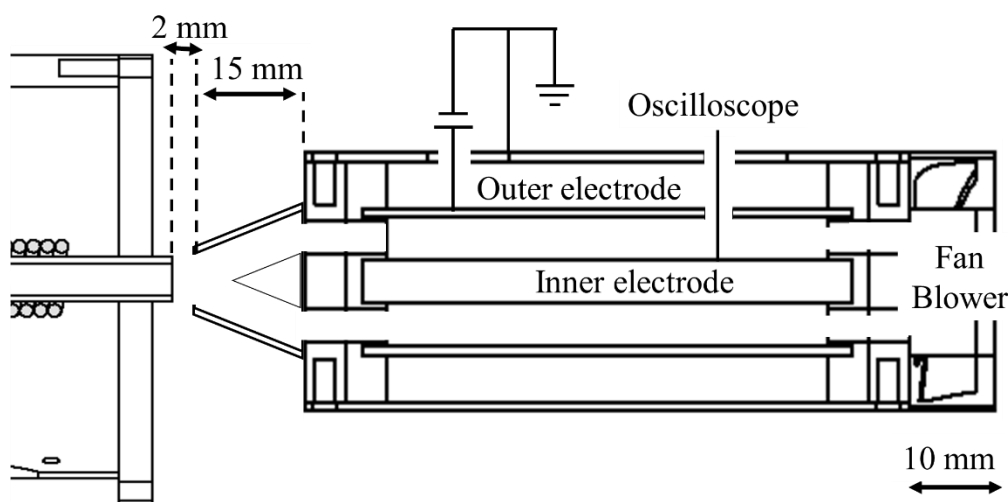 2 mm
15 mm
Oscilloscope
Outer electrode
Inner electrode
Fan
Blower
10 mm